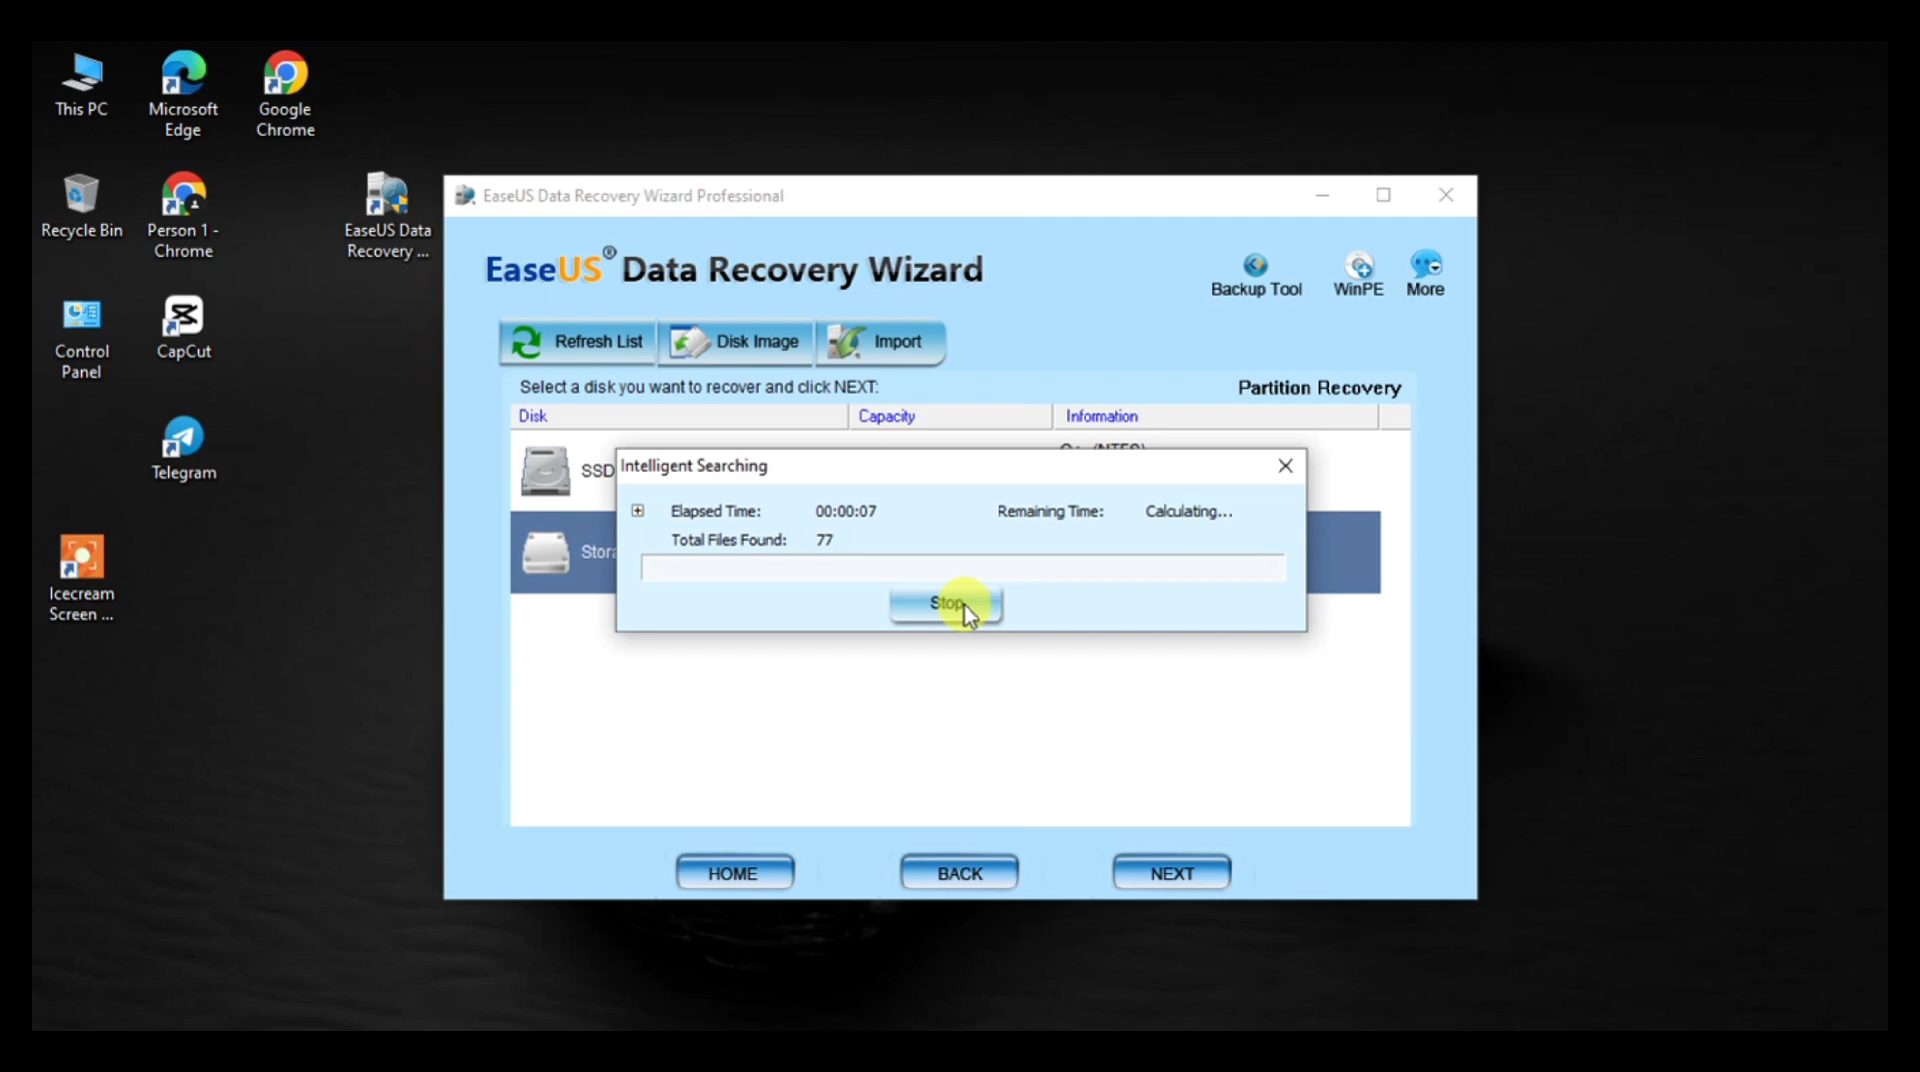 This PC
Microsoft
Edge
Google
Chrome
Recycle Bin
Person 1 -
Chrome
EaseUS Data
Recovery ...
Control
Panel
CapCut
Telegram
Icecream
Screen ...
EaseUS Data Recovery Wizard Professional
EaseUS® Data Recovery Wizard
Backup Tool
WinPE
More
Refresh List
Disk Image
Import
Select a disk you want to recover and click NEXT:
Partition Recovery
Disk
Capacity
Information
SSD
Intelligent Searching
Elapsed Time: 00:00:07 Remaining Time: Calculating...
Total Files Found: 77
Stop
HOME
BACK
NEXT